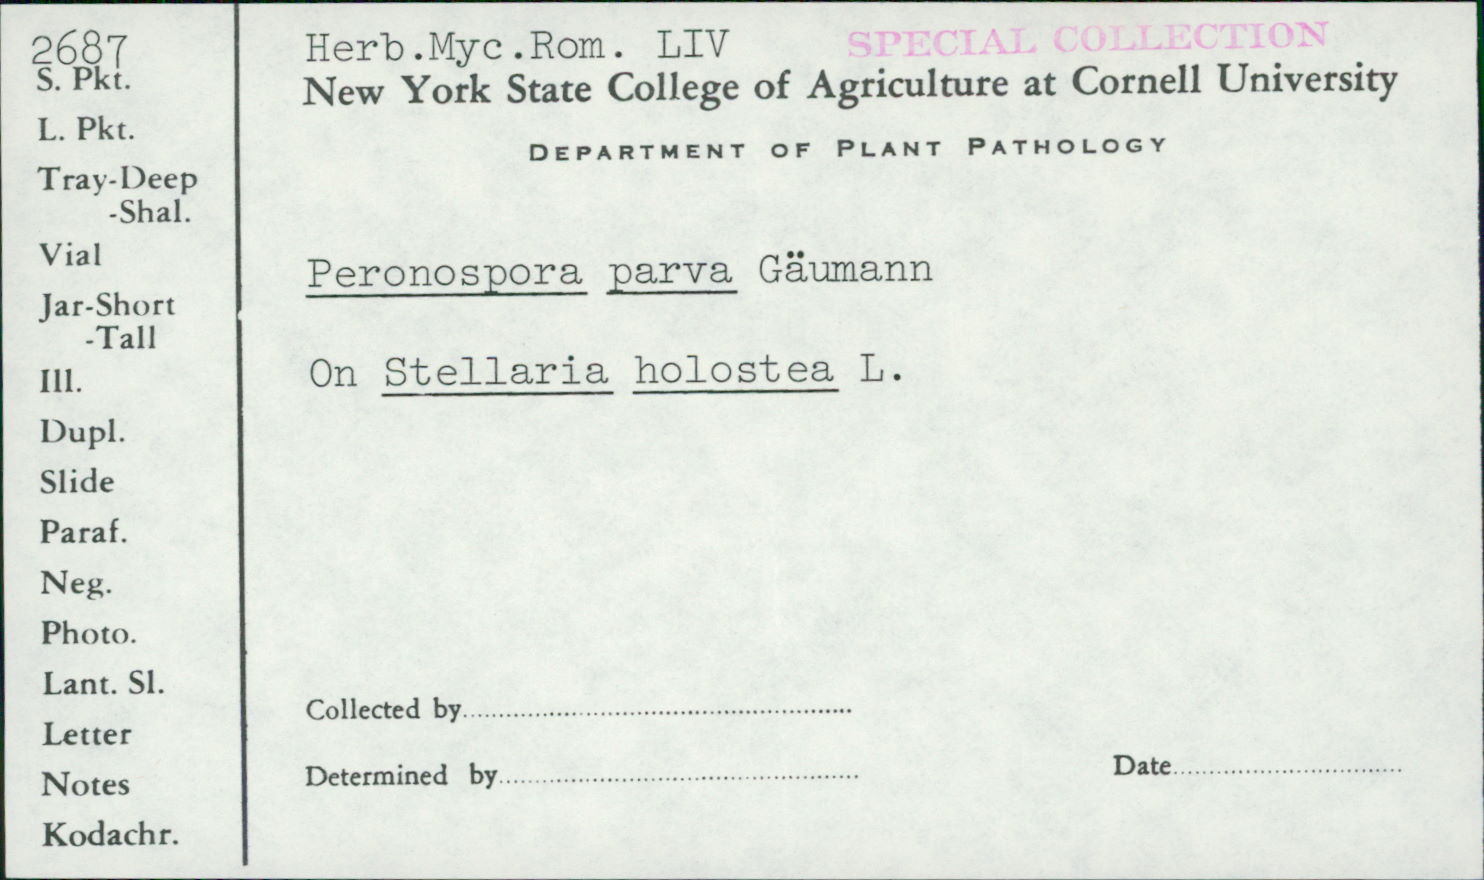 2687
S. Pkt.
L. Pkt.
Tray-Deep
-Shal.
Vial
Jar-Short
-Tall
Ill.
Dupl.
Slide
Paraf.
Neg.
Photo.
Lant. Sl.
Letter
Notes
Kodachr.
Herb.Myc.Rom. LIV SPECIAL COLLECTION
New York State College of Agriculture at Cornell University
DEPARTMENT OF PLANT PATHOLOGY
Peronospora parva Gäumann
On Stellaria holostea L.
Collected by
Determined by
Date